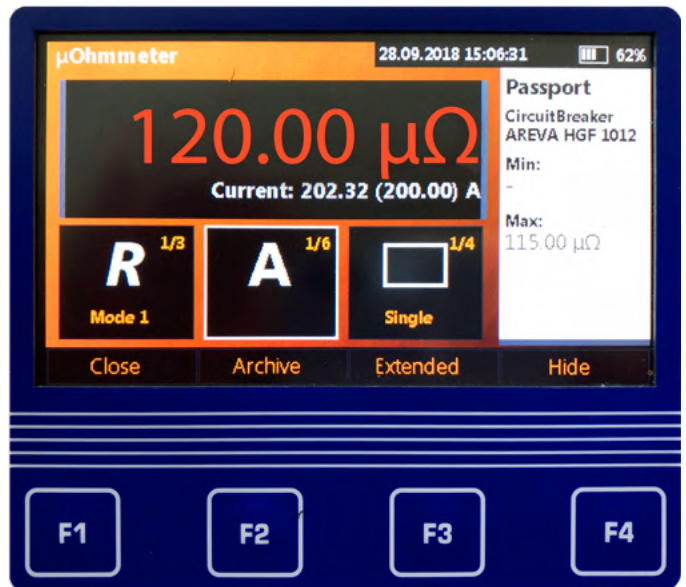 µOhmmeter
28.09.2018 15:06:31
62%
120.00 µΩ
Current: 202.32 (200.00) A
Passport
CircuitBreaker
AREVA HGF 1012
Min:
-
Max:
115.00 µΩ
R 1/3
Mode 1
A 1/6
1/4
Single
Close
Archive
Extended
Hide
F1
F2
F3
F4